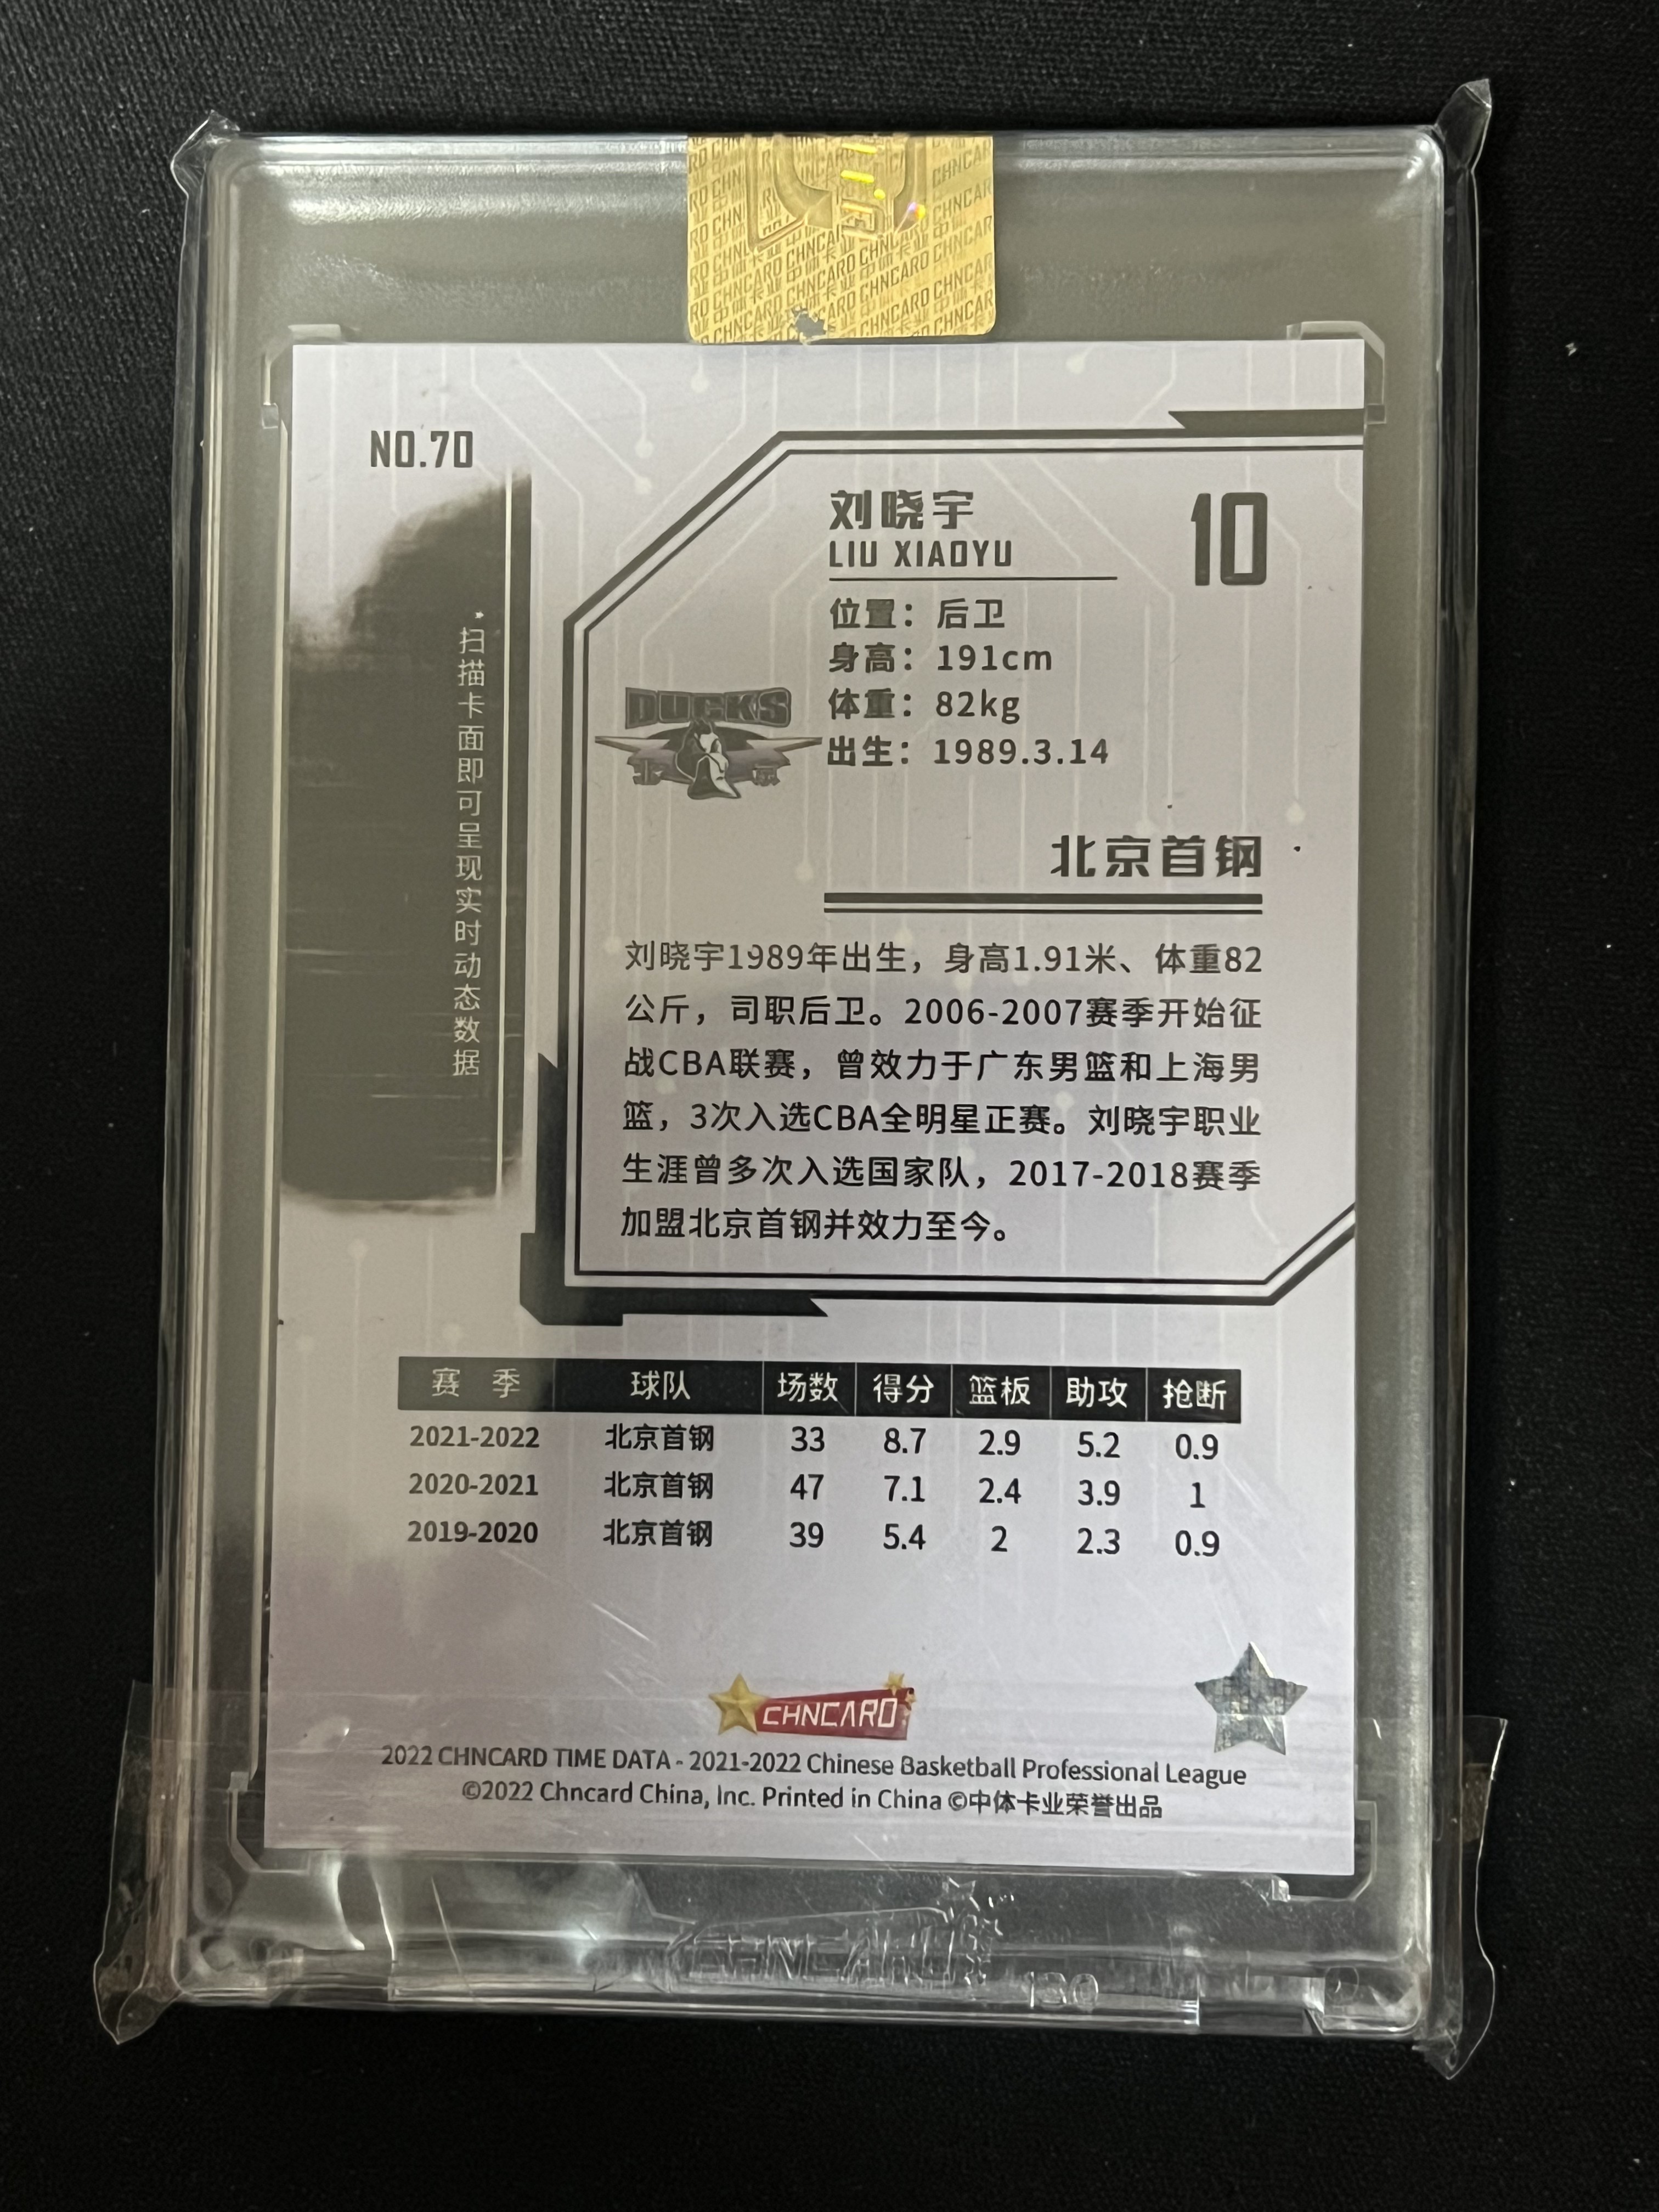 NO.70
刘晓宇
LIU XIAOYU
10
位置：后卫
身高：191cm
体重：82kg
出生：1989.3.14
DUCKS
北京
扫描卡面即可呈现实时动态数据
北京首钢
刘晓宇1989年出生，身高1.91米、体重82
公斤，司职后卫。2006-2007赛季开始征
战CBA联赛，曾效力于广东男篮和上海男
篮，3次入选CBA全明星正赛。刘晓宇职业
生涯曾多次入选国家队，2017-2018赛季
加盟北京首钢并效力至今。
赛 季 球队 场数 得分 篮板 助攻 抢断
2021-2022 北京首钢 33 8.7 2.9 5.2 0.9
2020-2021 北京首钢 47 7.1 2.4 3.9 1
2019-2020 北京首钢 39 5.4 2 2.3 0.9
CHNCARD
2022 CHNCARD TIME DATA - 2021-2022 Chinese Basketball Professional League
©2022 Chncard China, Inc. Printed in China ©中体卡业荣誉出品
CHNCARD